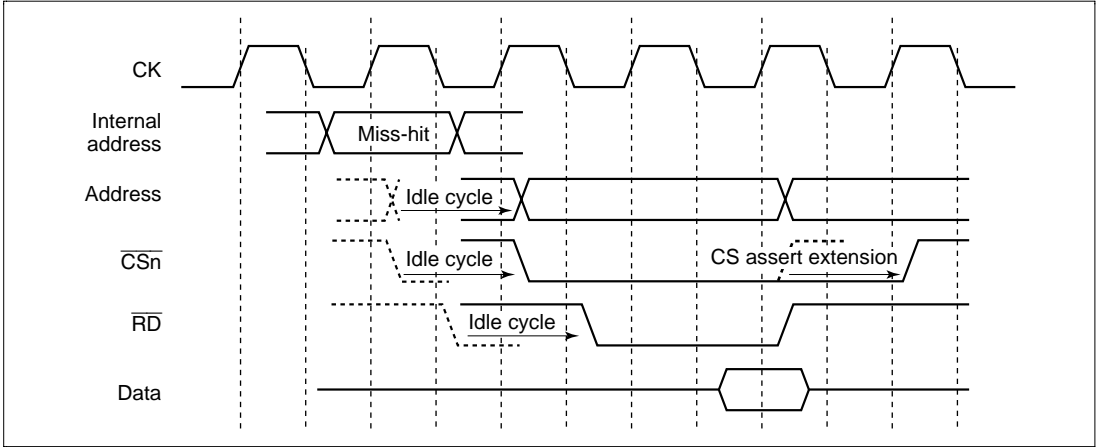 CK
Internal
address
Miss-hit
Address
Idle cycle
CSn
Idle cycle
CS assert extension
RD
Idle cycle
Data